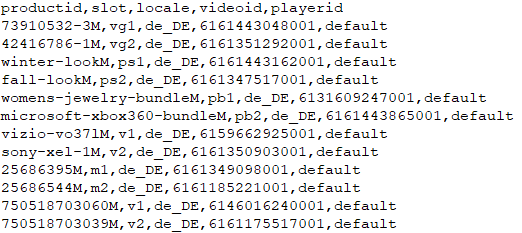 productid,slot,locale,videoid,playerid
73910532-3M,vg1,de_DE,6161443048001,default
42416786-1M,vg2,de_DE,6161351292001,default
winter-lookM,ps1,de_DE,6161443162001,default
fall-lookM,ps2,de_DE,6161347517001,default
womens-jewelry-bundleM,pb1,de_DE,6131609247001,default
microsoft-xbox360-bundleM,pb2,de_DE,6161443865001,default
vizio-vo37lM,v1,de_DE,6159662925001,default
sony-xel-1M,v2,de_DE,6161350903001,default
25686395M,m1,de_DE,6161349098001,default
25686544M,m2,de_DE,6161185221001,default
750518703060M,v1,de_DE,6146016240001,default
750518703039M,v2,de_DE,6161175517001,default